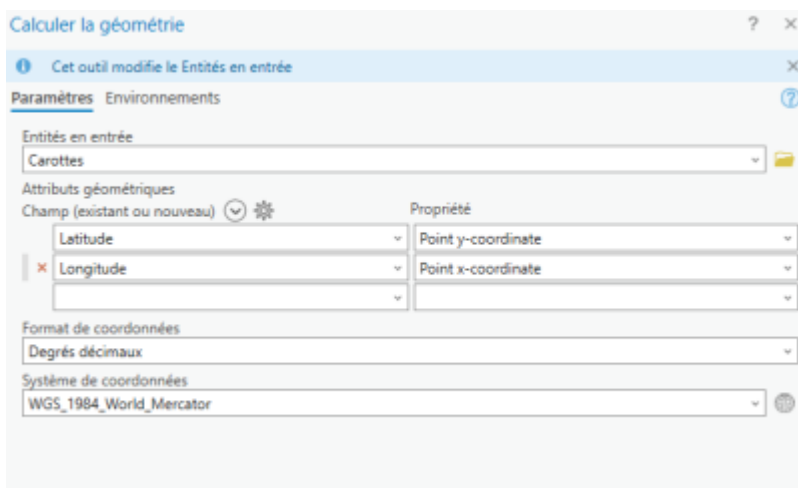 Calculer la géométrie ? ×
Cet outil modifie le Entités en entrée ×
Paramètres Environnements ?
Entités en entrée
Carottes
Attributs géométriques
Champ (existant ou nouveau) Propriété
Latitude Point y-coordinate
Longitude Point x-coordinate
Format de coordonnées
Degrés décimaux
Système de coordonnées
WGS_1984_World_Mercator